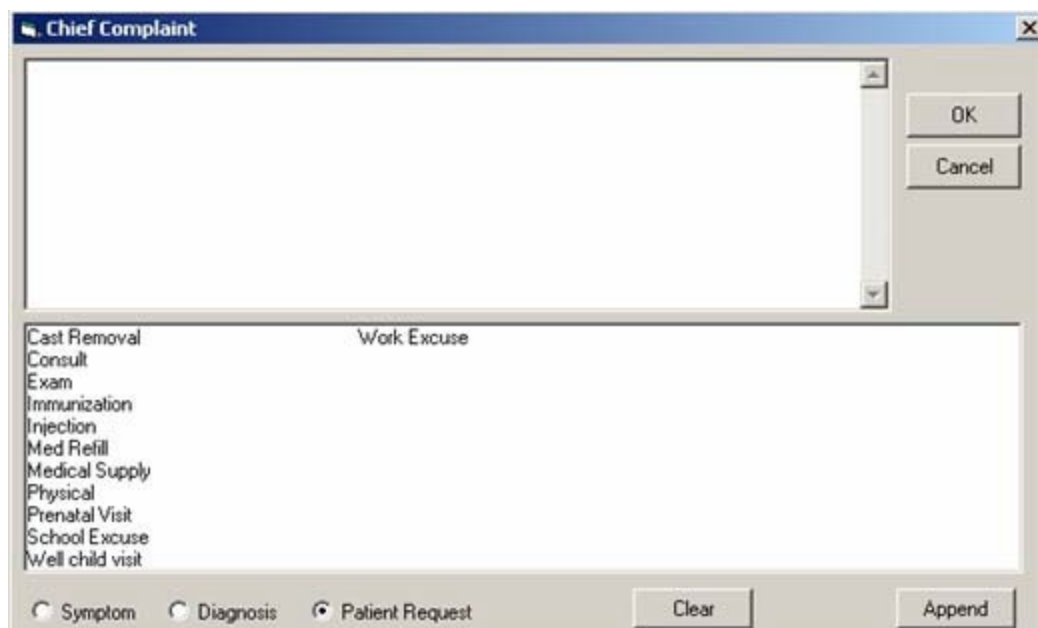 Chief Complaint
OK
Cancel
Cast Removal Work Excuse
Consult
Exam
Immunization
Injection
Med Refill
Medical Supply
Physical
Prenatal Visit
School Excuse
Well child visit
Symptom Diagnosis Patient Request Clear Append